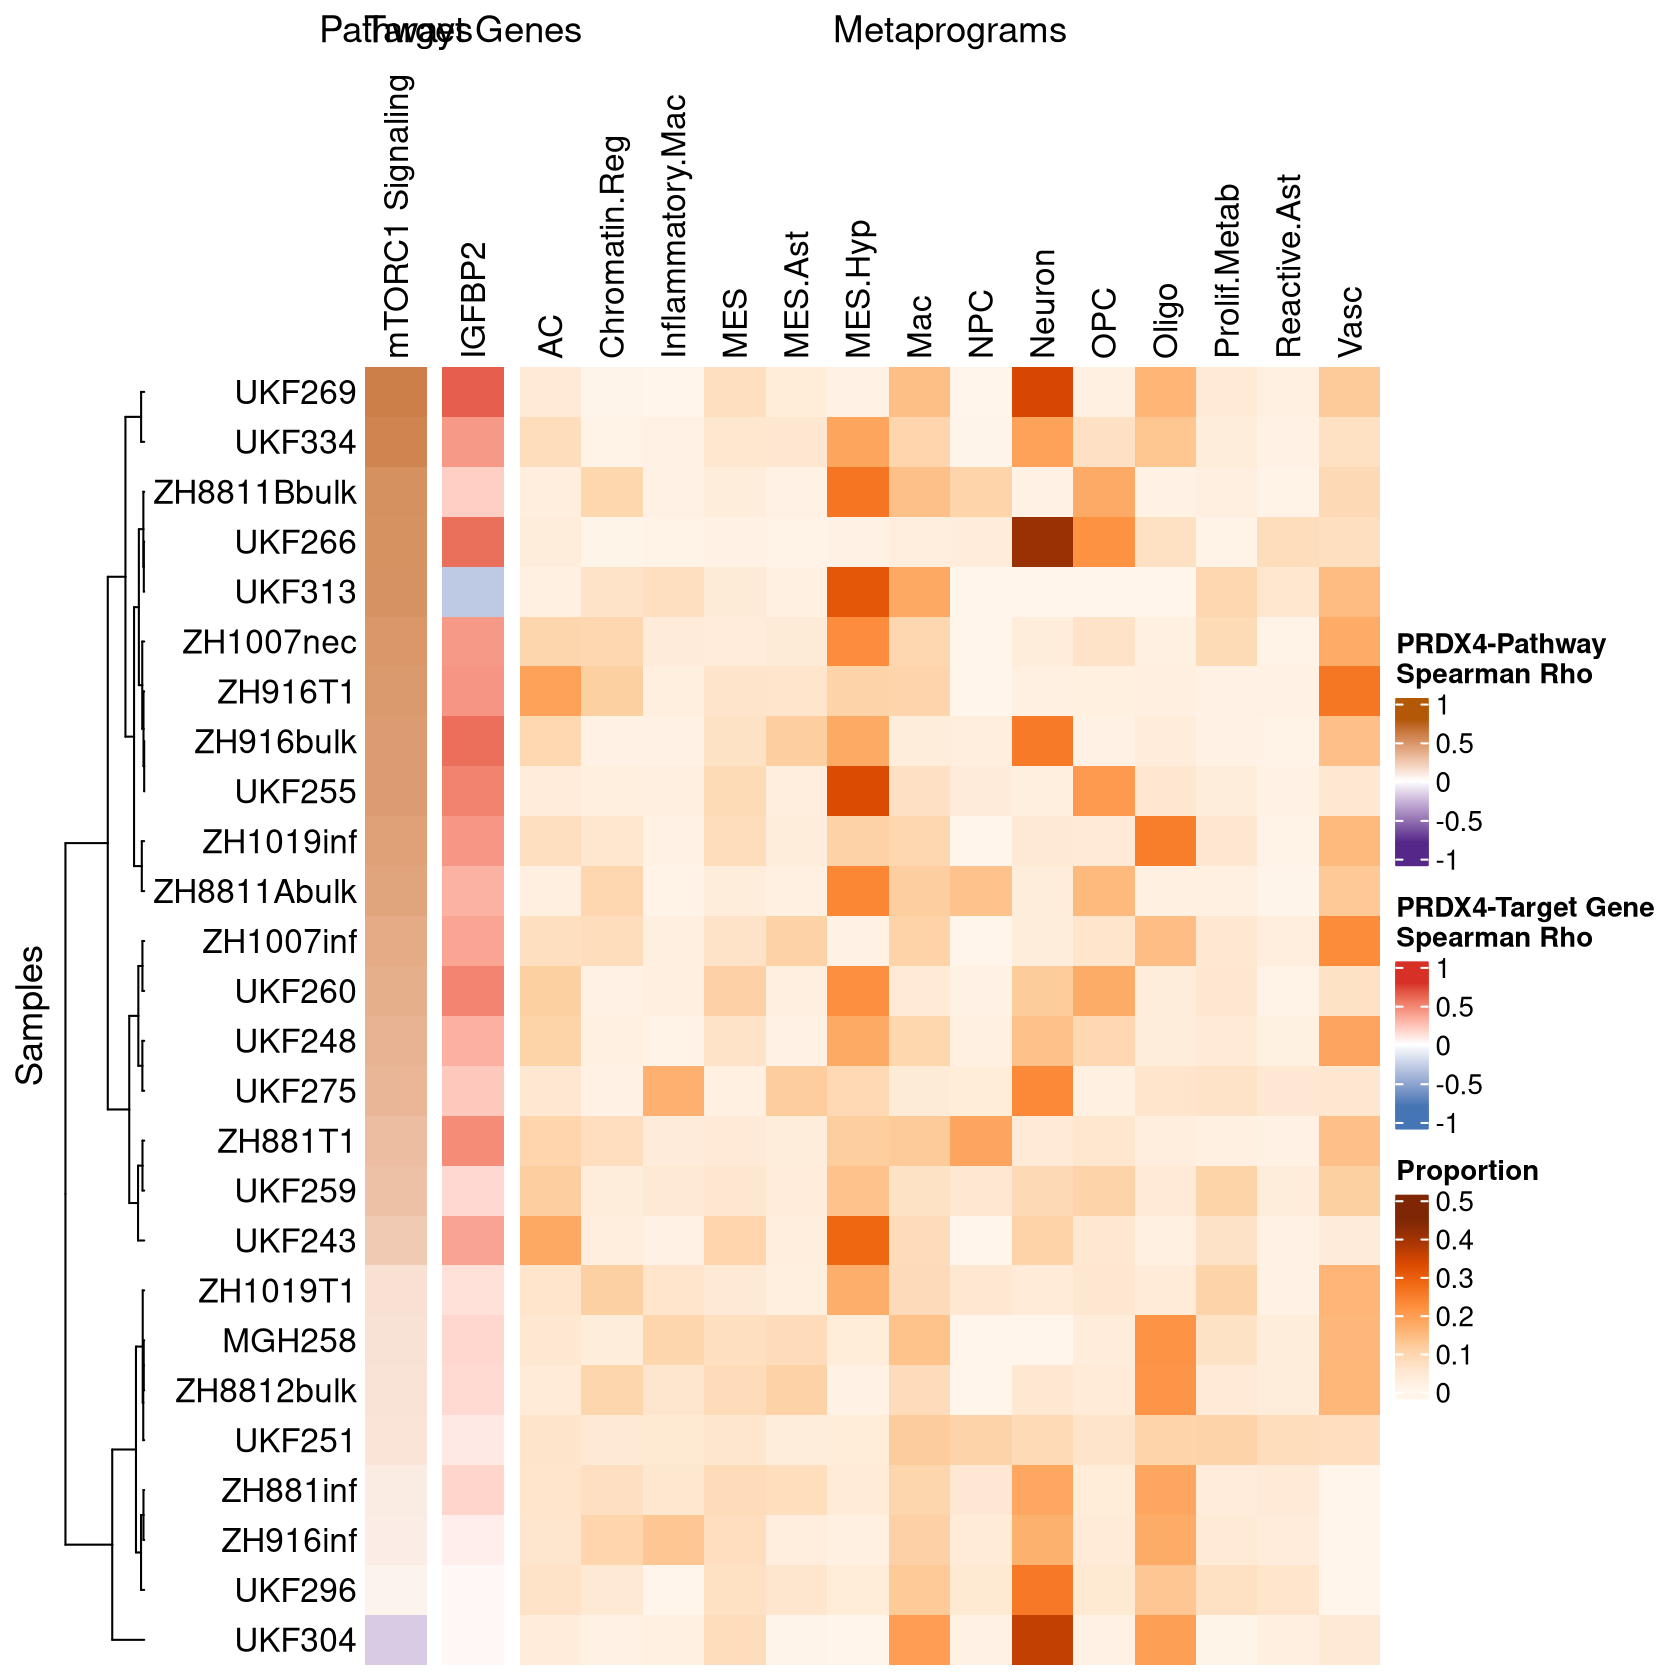 Pathways
Target Genes
Metaprograms
mTORC1 Signaling
IGFBP2
AC
Chromatin.Reg
Inflammatory.Mac
MES
MES.Ast
MES.Hyp
Mac
NPC
Neuron
OPC
Oligo
Prolif.Metab
Reactive.Ast
Vasc
Samples
UKF269
UKF334
ZH8811Bbulk
UKF266
UKF313
ZH1007nec
ZH916T1
ZH916bulk
UKF255
ZH1019inf
ZH8811Abulk
ZH1007inf
UKF260
UKF248
UKF275
ZH881T1
UKF259
UKF243
ZH1019T1
MGH258
ZH8812bulk
UKF251
ZH881inf
ZH916inf
UKF296
UKF304
PRDX4-Pathway
Spearman Rho
1
0.5
0
-0.5
-1
PRDX4-Target Gene
Spearman Rho
1
0.5
0
-0.5
-1
Proportion
0.5
0.4
0.3
0.2
0.1
0